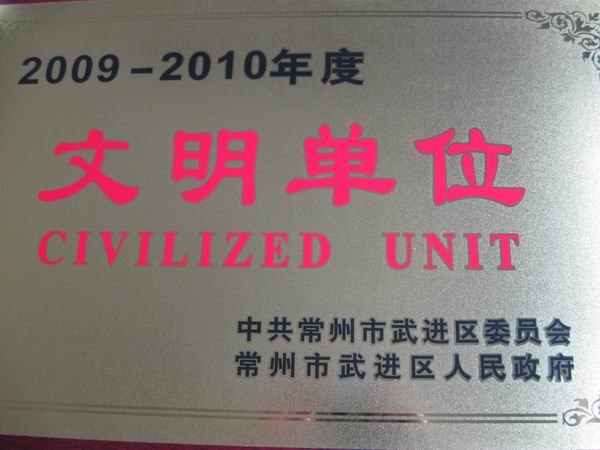 2009-2010年度
文明单位
CIVILIZED UNIT
中共常州市武进区委员会
常州市武进区人民政府